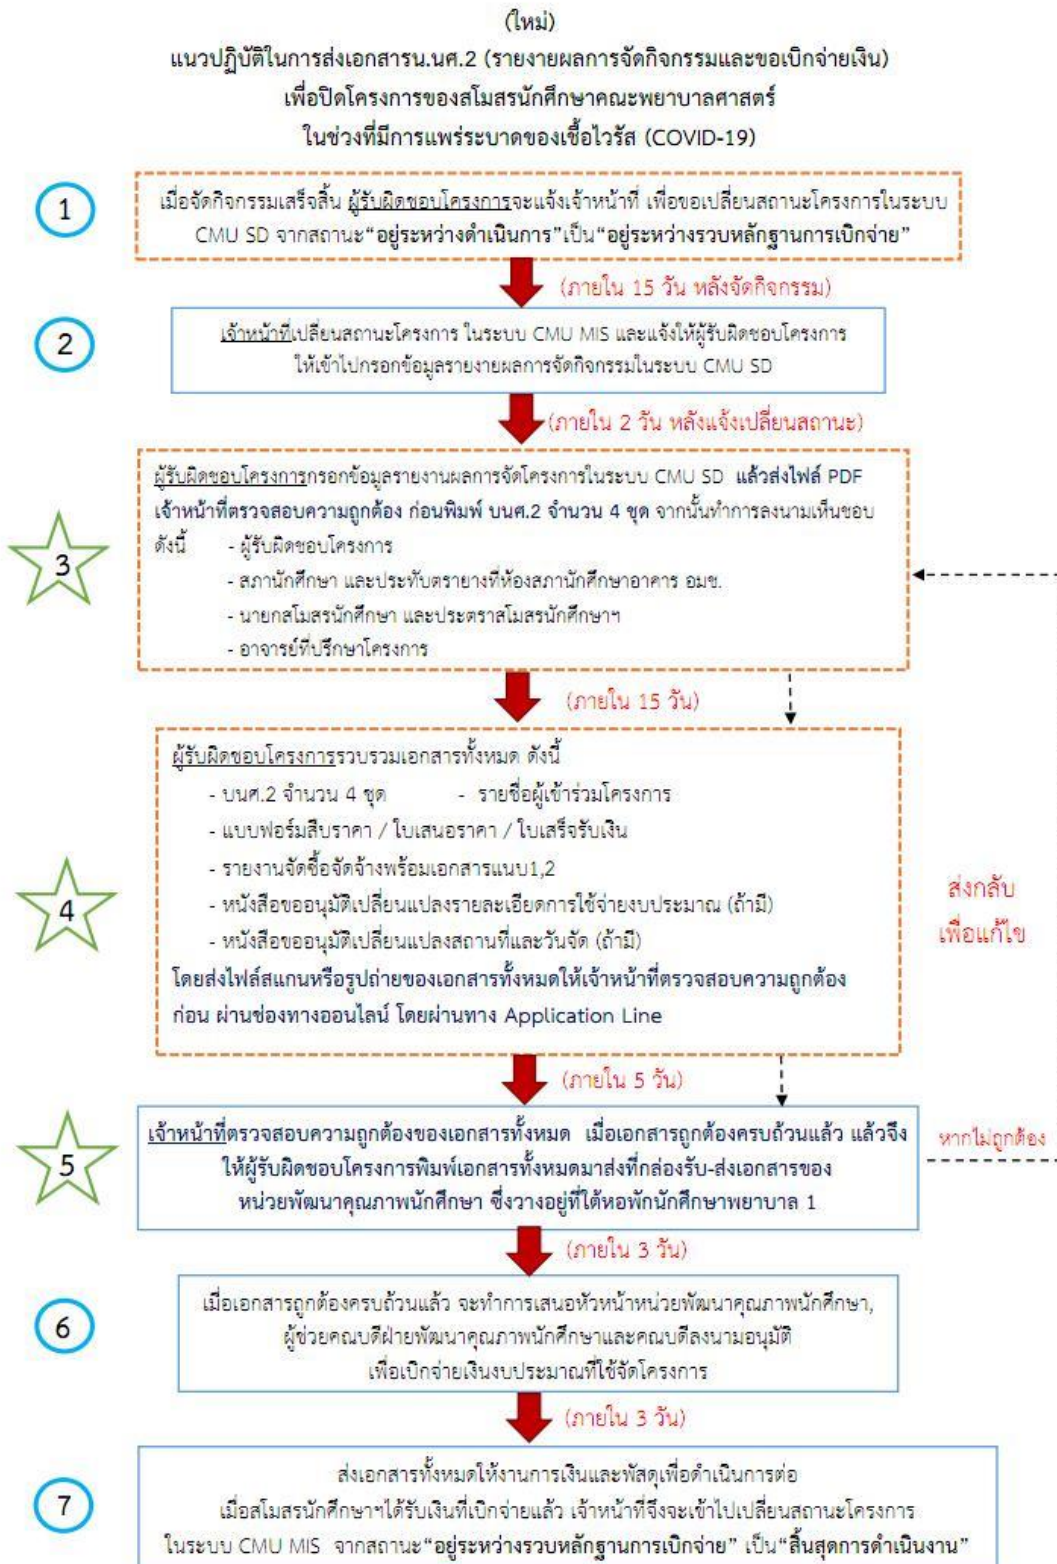 (ใหม่)
แนวปฏิบัติในการส่งเอกสารน.นศ.2 (รายงายผลการจัดกิจกรรมและขอเบิกจ่ายเงิน)
เพื่อปิดโครงการของสโมสรนักศึกษาคณะพยาบาลศาสตร์
ในช่วงที่มีการแพร่ระบาดของเชื้อไวรัส (COVID-19)
1
เมื่อจัดกิจกรรมเสร็จสิ้น ผู้รับผิดชอบโครงการจะแจ้งเจ้าหน้าที่ เพื่อขอเปลี่ยนสถานะโครงการในระบบ
CMU SD จากสถานะ“อยู่ระหว่างดำเนินการ”เป็น“อยู่ระหว่างรวบหลักฐานการเบิกจ่าย”
(ภายใน 15 วัน หลังจัดกิจกรรม)
2
เจ้าหน้าที่เปลี่ยนสถานะโครงการ ในระบบ CMU MIS และแจ้งให้ผู้รับผิดชอบโครงการ
ให้เข้าไปกรอกข้อมูลรายงายผลการจัดกิจกรรมในระบบ CMU SD
(ภายใน 2 วัน หลังแจ้งเปลี่ยนสถานะ)
3
ผู้รับผิดชอบโครงการกรอกข้อมูลรายงานผลการจัดโครงการในระบบ CMU SD แล้วส่งไฟล์ PDF
เจ้าหน้าที่ตรวจสอบความถูกต้อง ก่อนพิมพ์ บนศ.2 จำนวน 4 ชุด จากนั้นทำการลงนามเห็นชอบ
ดังนี้ - ผู้รับผิดชอบโครงการ
- สภานักศึกษา และประทับตรายางที่ห้องสภานักศึกษาอาคาร อมช.
- นายกสโมสรนักศึกษา และประตราสโมสรนักศึกษาฯ
- อาจารย์ที่ปรึกษาโครงการ
(ภายใน 15 วัน)
4
ผู้รับผิดชอบโครงการรวบรวมเอกสารทั้งหมด ดังนี้
- บนศ.2 จำนวน 4 ชุด - รายชื่อผู้เข้าร่วมโครงการ
- แบบฟอร์มสืบราคา / ใบเสนอราคา / ใบเสร็จรับเงิน
- รายงานจัดซื้อจัดจ้างพร้อมเอกสารแนบ1,2
- หนังสือขออนุมัติเปลี่ยนแปลงรายละเอียดการใช้จ่ายงบประมาณ (ถ้ามี)
- หนังสือขออนุมัติเปลี่ยนแปลงสถานที่และวันจัด (ถ้ามี)
โดยส่งไฟล์สแกนหรือรูปถ่ายของเอกสารทั้งหมดให้เจ้าหน้าที่ตรวจสอบความถูกต้อง
ก่อน ผ่านช่องทางออนไลน์ โดยผ่านทาง Application Line
ส่งกลับ
เพื่อแก้ไข
(ภายใน 5 วัน)
5
เจ้าหน้าที่ตรวจสอบความถูกต้องของเอกสารทั้งหมด เมื่อเอกสารถูกต้องครบถ้วนแล้ว แล้วจึง
ให้ผู้รับผิดชอบโครงการพิมพ์เอกสารทั้งหมดมาส่งที่กล่องรับ-ส่งเอกสารของ
หน่วยพัฒนาคุณภาพนักศึกษา ซึ่งวางอยู่ที่ใต้หอพักนักศึกษาพยาบาล 1
หากไม่ถูกต้อง
(ภายใน 3 วัน)
6
เมื่อเอกสารถูกต้องครบถ้วนแล้ว จะทำการเสนอหัวหน้าหน่วยพัฒนาคุณภาพนักศึกษา,
ผู้ช่วยคณบดีฝ่ายพัฒนาคุณภาพนักศึกษาและคณบดีลงนามอนุมัติ
เพื่อเบิกจ่ายเงินงบประมาณที่ใช้จัดโครงการ
(ภายใน 3 วัน)
7
ส่งเอกสารทั้งหมดให้งานการเงินและพัสดุเพื่อดำเนินการต่อ
เมื่อสโมสรนักศึกษาฯได้รับเงินที่เบิกจ่ายแล้ว เจ้าหน้าที่จึงจะเข้าไปเปลี่ยนสถานะโครงการ
ในระบบ CMU MIS จากสถานะ“อยู่ระหว่างรวบหลักฐานการเบิกจ่าย” เป็น“สิ้นสุดการดำเนินงาน”